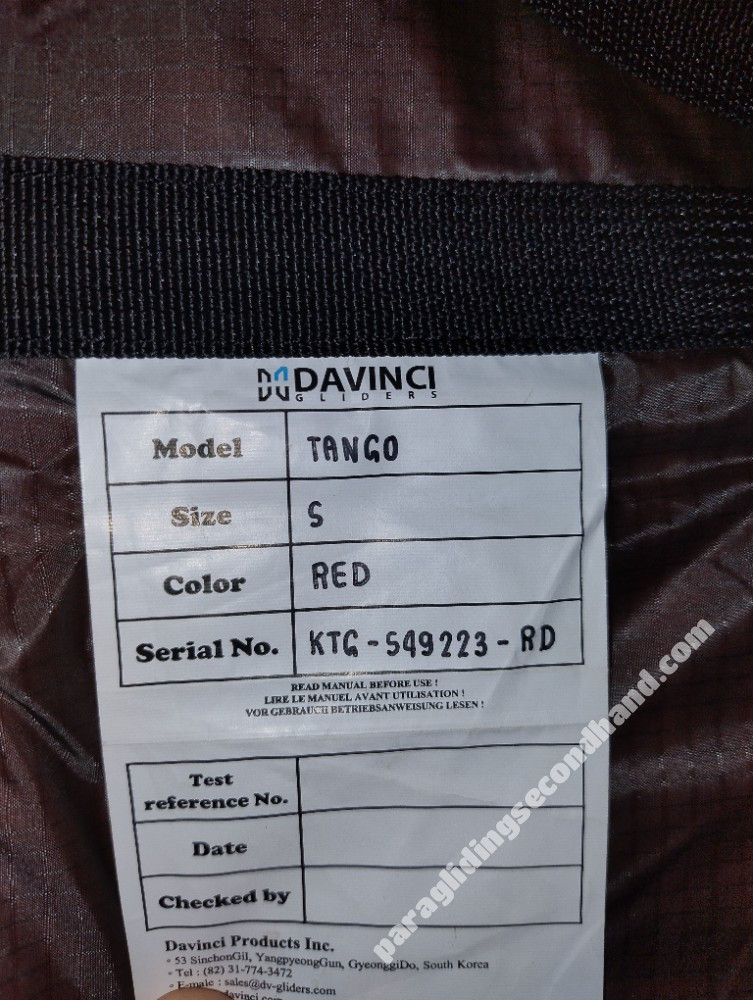 DAVINCI
GLIDERS
Model TANGO
Size S
Color RED
Serial No. KTG-S49223-RD
READ MANUAL BEFORE USE !
LIRE LE MANUEL AVANT UTILISATION !
VOR GEBRAUCH BETRIEBSANWEISUNG LESEN !
Test
reference No.
Date
Checked by
Davinci Products Inc.
53 SinchonGil, YangpyeongGun, GyeonggiDo, South Korea
Tel : (82) 31-774-3472
E-male : sales@dv-gliders.com
paraglidingsecondhand.com